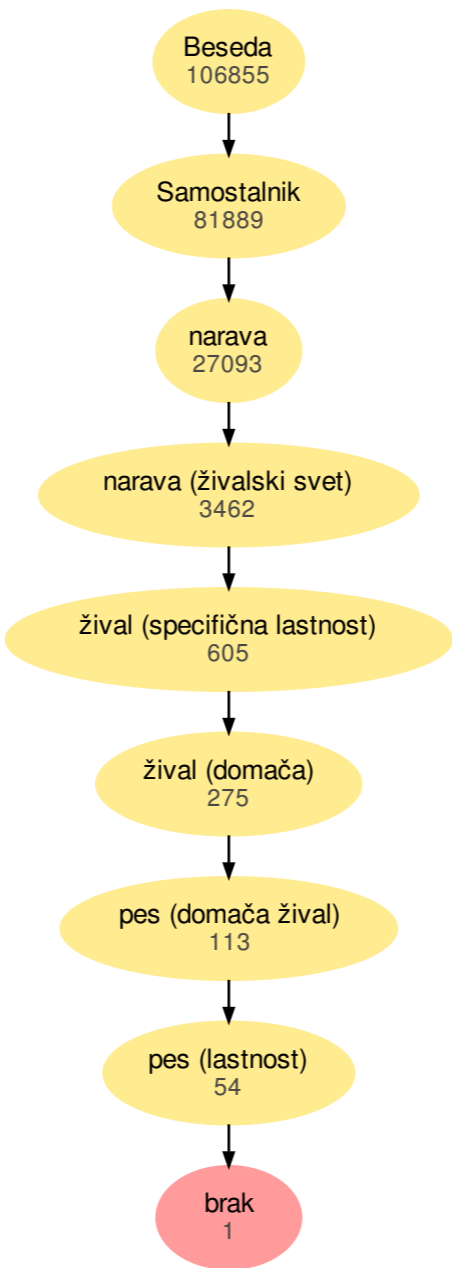 Beseda
106855
Samostalnik
81889
narava
27093
narava (živalski svet)
3462
žival (specifična lastnost)
605
žival (domača)
275
pes (domača žival)
113
pes (lastnost)
54
brak
1